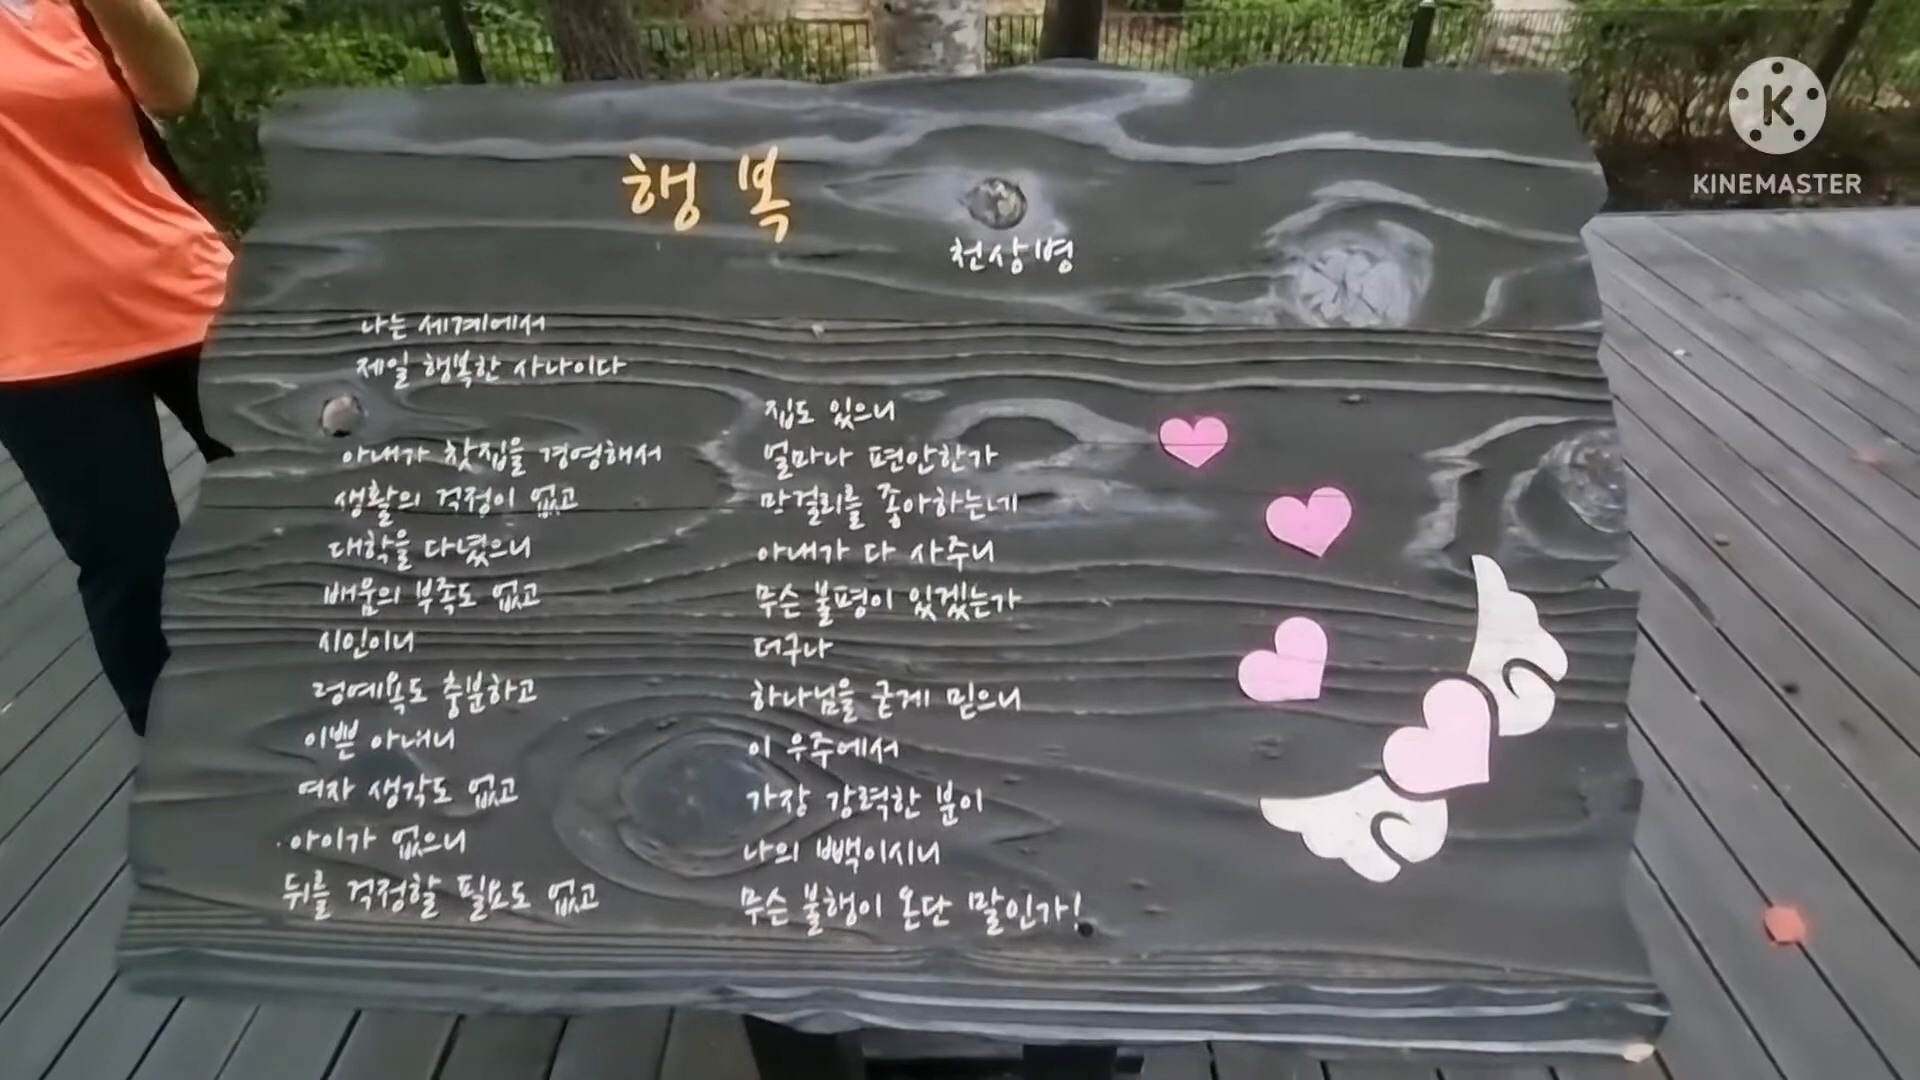 행복
천상병
나는 세계에서
제일 행복한 사나이다
아내가 찻집을 경영해서
생활의 걱정이 없고
대학을 다녔으니
배움의 부족도 없고
시인이니
명예욕도 충분하고
이쁜 아내니
여자 생각도 없고
아이가 없으니
뒤를 걱정할 필요도 없고
집도 있으니
얼마나 편안한가
막걸리를 좋아하는데
아내가 다 사주니
무슨 불평이 있겠는가
더구나
하나님을 굳게 믿으니
이 우주에서
가장 강력한 분이
나의 빽이시니
무슨 불행이 온단 말인가!
K
KINEMASTER